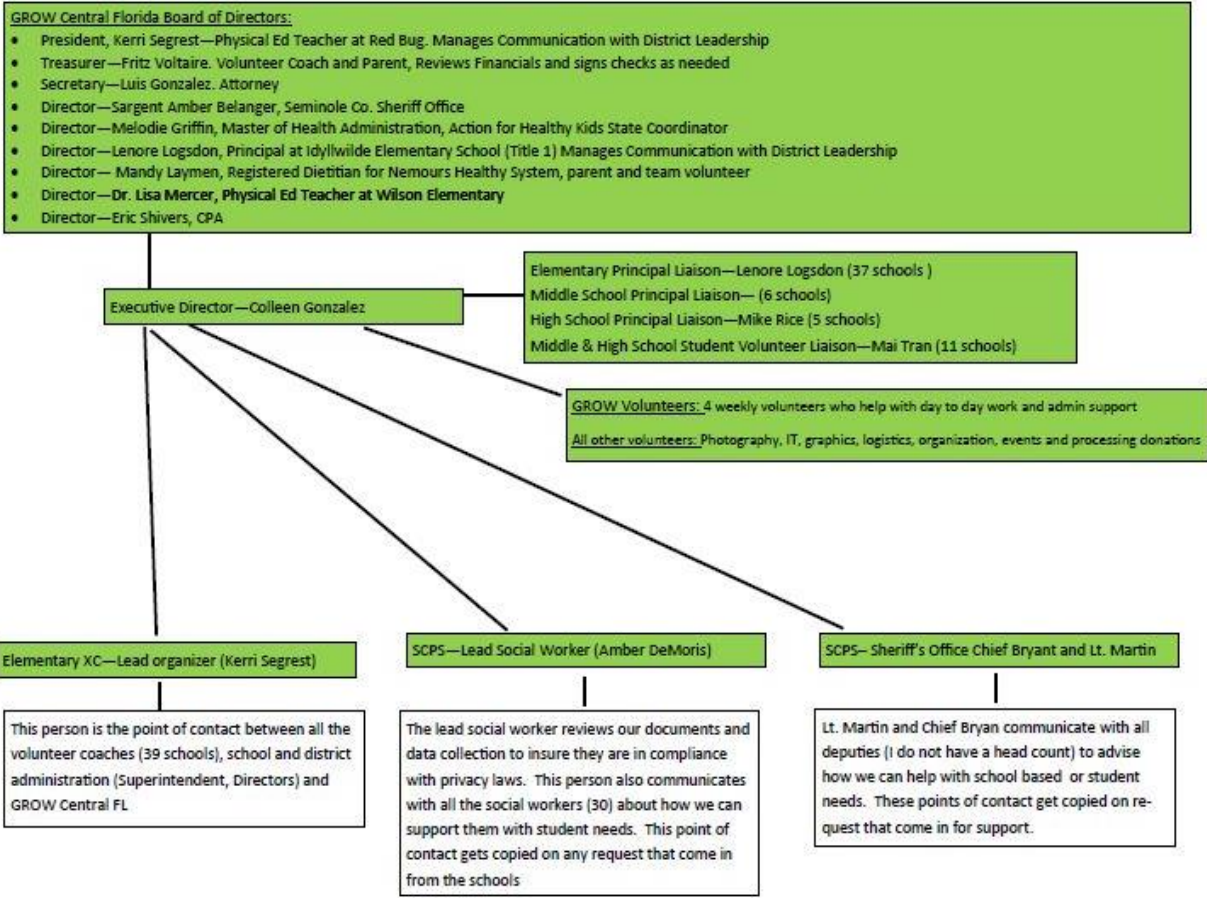 GROW Central Florida Board of Directors:
• President, Kerri Segrest—Physical Ed Teacher at Red Bug. Manages Communication with District Leadership
• Treasurer—Fritz Voltaire. Volunteer Coach and Parent, Reviews Financials and signs checks as needed
• Secretary—Luis Gonzalez. Attorney
• Director—Sargent Amber Belanger, Seminole Co. Sheriff Office
• Director—Melodie Griffin, Master of Health Administration, Action for Healthy Kids State Coordinator
• Director—Lenore Logsdon, Principal at Idyllwilde Elementary School (Title 1) Manages Communication with District Leadership
• Director— Mandy Laymen, Registered Dietitian for Nemours Healthy System, parent and team volunteer
• Director—Dr. Lisa Mercer, Physical Ed Teacher at Wilson Elementary
• Director—Eric Shivers, CPA
Executive Director—Colleen Gonzalez
Elementary Principal Liaison—Lenore Logsdon (37 schools )
Middle School Principal Liaison— (6 schools)
High School Principal Liaison—Mike Rice (5 schools)
Middle & High School Student Volunteer Liaison—Mai Tran (11 schools)
GROW Volunteers: 4 weekly volunteers who help with day to day work and admin support
All other volunteers: Photography, IT, graphics, logistics, organization, events and processing donations
Elementary XC—Lead organizer (Kerri Segrest)
This person is the point of contact between all the
volunteer coaches (39 schools), school and district
administration (Superintendent, Directors) and
GROW Central FL
SCPS—Lead Social Worker (Amber DeMoris)
The lead social worker reviews our documents and
data collection to insure they are in compliance
with privacy laws.  This person also communicates
with all the social workers (30) about how we can
support them with student needs.  This point of
contact gets copied on any request that come in
from the schools
SCPS– Sheriff's Office Chief Bryant and Lt. Martin
Lt. Martin and Chief Bryan communicate with all
deputies (I do not have a head count) to advise
how we can help with school based  or student
needs.  These points of contact get copied on re-
quest that come in for support.